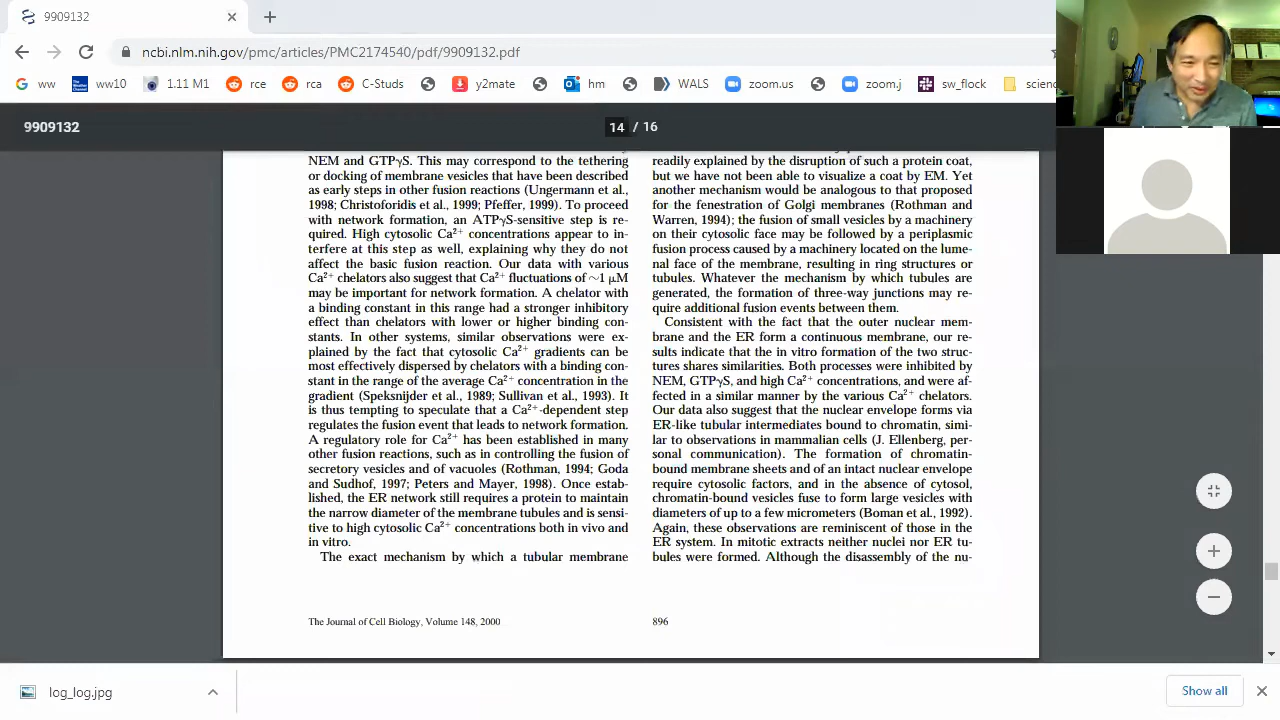 9909132
ncbi.nlm.nih.gov/pmc/articles/PMC2174540/pdf/9909132.pdf
ww
ww10
1.11 M1
rce
rca
C-Studs
y2mate
hm
WALS
zoom.us
zoom.j
sw_flock
scienc
9909132
14 / 16
NEM and GTPγS. This may correspond to the tethering
or docking of membrane vesicles that have been described
as early steps in other fusion reactions (Ungermann et al.,
1998; Christoforidis et al., 1999; Pfeffer, 1999). To proceed
with network formation, an ATPγS-sensitive step is re-
quired. High cytosolic Ca²⁺ concentrations appear to in-
terfere at this step as well, explaining why they do not
affect the basic fusion reaction. Our data with various
Ca²⁺ chelators also suggest that Ca²⁺ fluctuations of ~1 μM
may be important for network formation. A chelator with
a binding constant in this range had a stronger inhibitory
effect than chelators with lower or higher binding con-
stants. In other systems, similar observations were ex-
plained by the fact that cytosolic Ca²⁺ gradients can be
most effectively dispersed by chelators with a binding con-
stant in the range of the average Ca²⁺ concentration in the
gradient (Speksnijder et al., 1989; Sullivan et al., 1993). It
is thus tempting to speculate that a Ca²⁺-dependent step
regulates the fusion event that leads to network formation.
A regulatory role for Ca²⁺ has been established in many
other fusion reactions, such as in controlling the fusion of
secretory vesicles and of vacuoles (Rothman, 1994; Goda
and Sudhof, 1997; Peters and Mayer, 1998). Once estab-
lished, the ER network still requires a protein to maintain
the narrow diameter of the membrane tubules and is sensi-
tive to high cytosolic Ca²⁺ concentrations both in vivo and
in vitro.
The exact mechanism by which a tubular membrane
readily explained by the disruption of such a protein coat,
but we have not been able to visualize a coat by EM. Yet
another mechanism would be analogous to that proposed
for the fenestration of Golgi membranes (Rothman and
Warren, 1994); the fusion of small vesicles by a machinery
on their cytosolic face may be followed by a periplasmic
fusion process caused by a machinery located on the lume-
nal face of the membrane, resulting in ring structures or
tubules. Whatever the mechanism by which tubules are
generated, the formation of three-way junctions may re-
quire additional fusion events between them.
Consistent with the fact that the outer nuclear mem-
brane and the ER form a continuous membrane, our re-
sults indicate that the in vitro formation of the two struc-
tures shares similarities. Both processes were inhibited by
NEM, GTPγS, and high Ca²⁺ concentrations, and were af-
fected in a similar manner by the various Ca²⁺ chelators.
Our data also suggest that the nuclear envelope forms via
ER-like tubular intermediates bound to chromatin, simi-
lar to observations in mammalian cells (J. Ellenberg, per-
sonal communication). The formation of chromatin-
bound membrane sheets and of an intact nuclear envelope
require cytosolic factors, and in the absence of cytosol,
chromatin-bound vesicles fuse to form large vesicles with
diameters of up to a few micrometers (Boman et al., 1992).
Again, these observations are reminiscent of those in the
ER system. In mitotic extracts neither nuclei nor ER tu-
bules were formed. Although the disassembly of the nu-
The Journal of Cell Biology, Volume 148, 2000
896
log_log.jpg
Show all